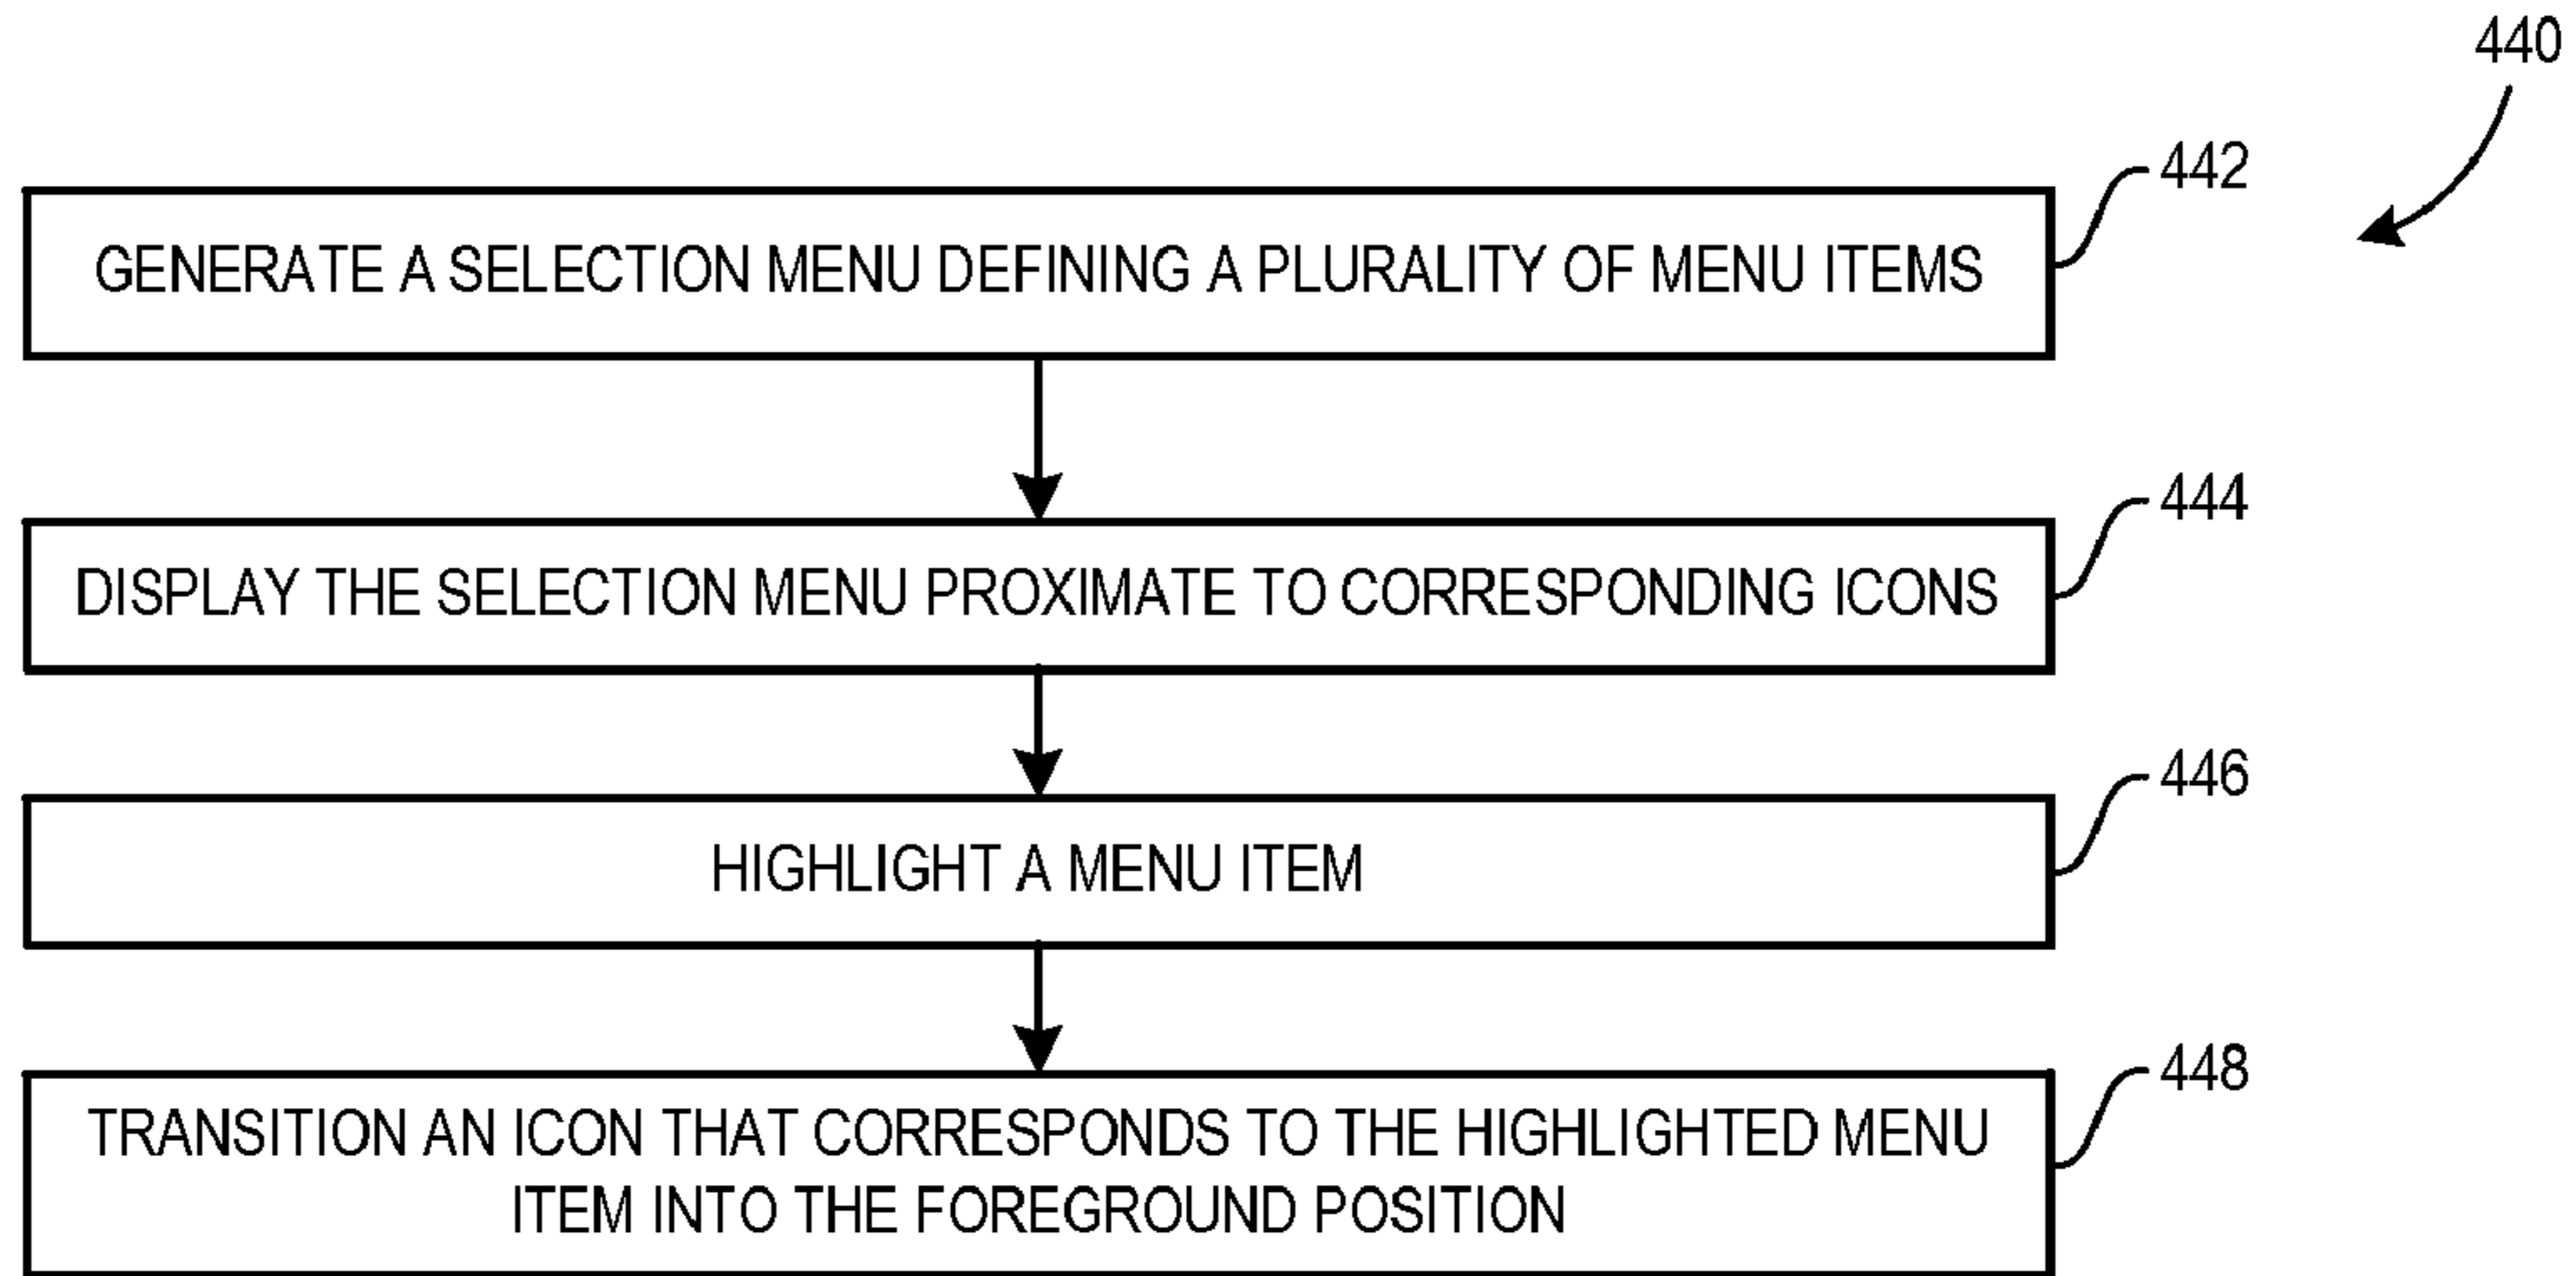 440
442
GENERATE A SELECTION MENU DEFINING A PLURALITY OF MENU ITEMS
444
DISPLAY THE SELECTION MENU PROXIMATE TO CORRESPONDING ICONS
446
HIGHLIGHT A MENU ITEM
448
TRANSITION AN ICON THAT CORRESPONDS TO THE HIGHLIGHTED MENU
ITEM INTO THE FOREGROUND POSITION